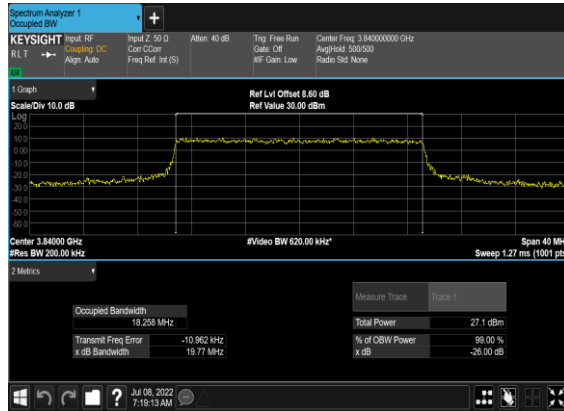 Spectrum Analyzer 1
Occupied BW
+
KEYSIGHT
RLT
LW
Input: RF
Coupling: DC
Align: Auto
Input Z: 50 Ω
Corr CCorr
Freq Ref: Int (S)
Atten: 40 dB
Trig: Free Run
Gate: Off
#IF Gain: Low
Center Freq: 3.840000000 GHz
Avg|Hold: 500/500
Radio Std: None
1 Graph
Scale/Div 10.0 dB
Ref Lvl Offset 8.60 dB
Ref Value 30.00 dBm
Log
20.0
10.0
0.00
-10.0
-20.0
-30.0
-40.0
-50.0
-60.0
Center 3.84000 GHz
#Res BW 200.00 kHz
#Video BW 620.00 kHz*
Span 40 MH
Sweep 1.27 ms (1001 pts
2 Metrics
Measure Trace Trace 1
Occupied Bandwidth
18.258 MHz
Total Power 27.1 dBm
Transmit Freq Error -10.962 kHz
% of OBW Power 99.00 %
x dB Bandwidth 19.77 MHz
x dB -26.00 dB
?
Jul 08, 2022
7:19:13 AM